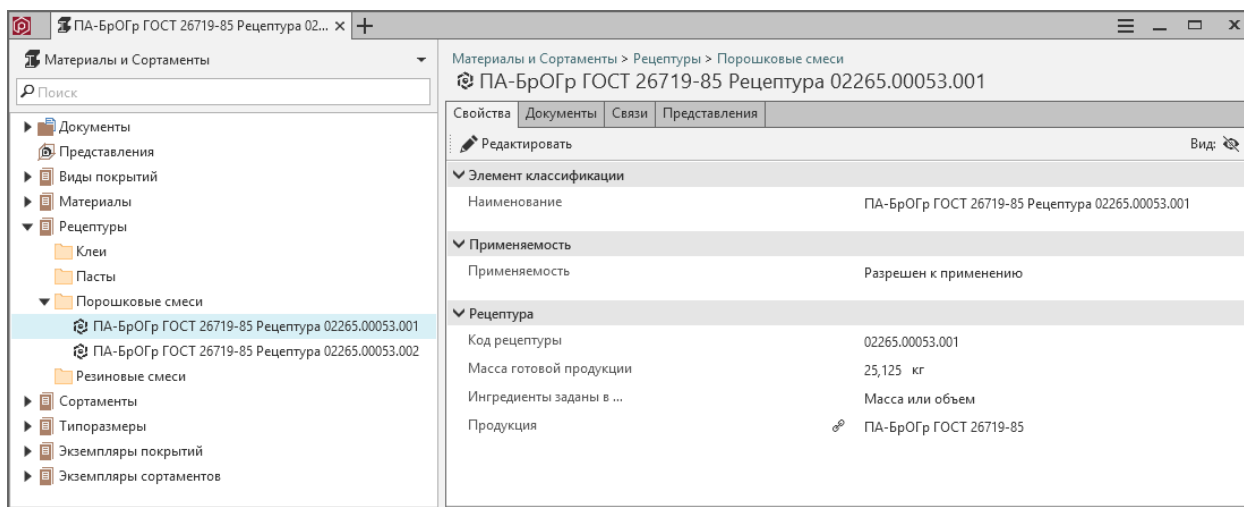 ПА-БрОГр ГОСТ 26719-85 Рецептура 02...
Материалы и Сортаменты
Поиск
Документы
Представления
Виды покрытий
Материалы
Рецептуры
Клеи
Пасты
Порошковые смеси
ПА-БрОГр ГОСТ 26719-85 Рецептура 02265.00053.001
ПА-БрОГр ГОСТ 26719-85 Рецептура 02265.00053.002
Резиновые смеси
Сортаменты
Типоразмеры
Экземпляры покрытий
Экземпляры сортаментов
Материалы и Сортаменты > Рецептуры > Порошковые смеси
ПА-БрОГр ГОСТ 26719-85 Рецептура 02265.00053.001
Свойства Документы Связи Представления
Редактировать Вид:
Элемент классификации
Наименование ПА-БрОГр ГОСТ 26719-85 Рецептура 02265.00053.001
Применяемость
Применяемость Разрешен к применению
Рецептура
Код рецептуры 02265.00053.001
Масса готовой продукции 25,125 кг
Ингредиенты заданы в ... Масса или объем
Продукция ПА-БрОГр ГОСТ 26719-85